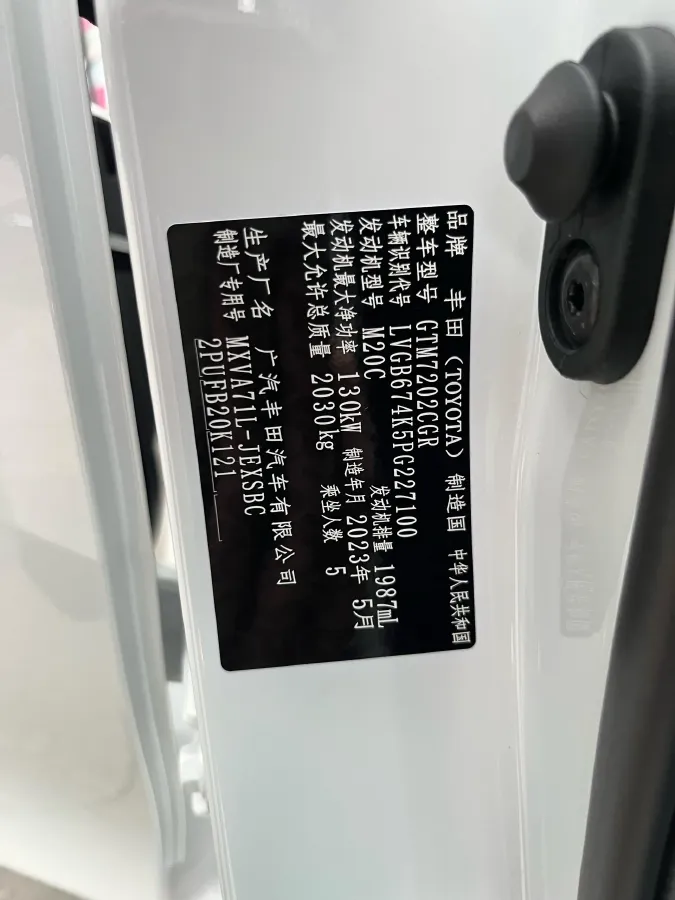 品牌 丰田（TOYOTA） 制造国 中华人民共和国
整车型号 GTM7202CGR
车辆识别代号 LVGB674K5PG227100
发动机型号 M20C 发动机排量 1987mL
发动机最大净功率 130kW 制造年月 2023年 5月
最大允许总质量 2030kg 乘坐人数 5
生产厂名 广汽丰田汽车有限公司
制造厂专用号 MXVA71L-JEXSBC
2PUFB20K121